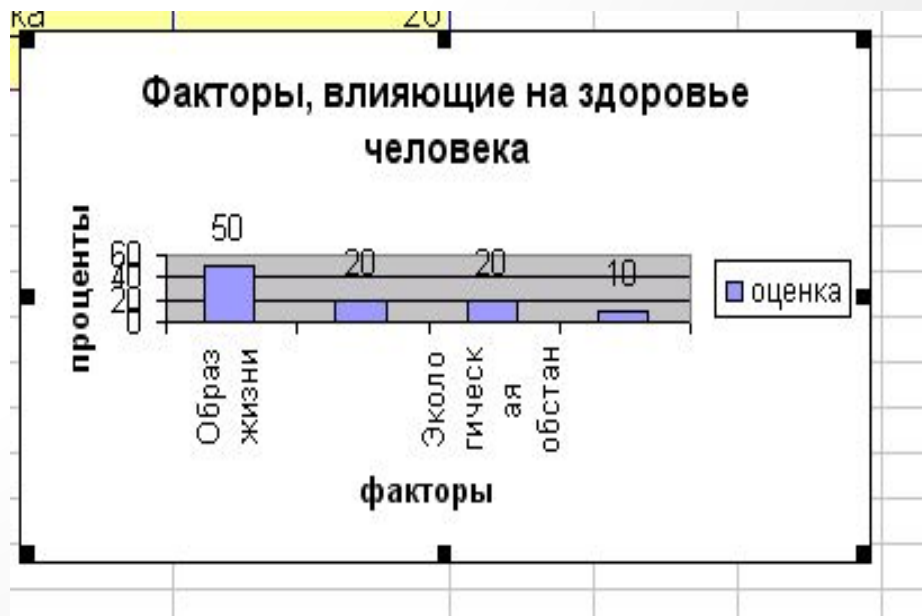 ка
20
Факторы, влияющие на здоровье
человека
проценты
60
40
20
0
50
20
20
10
оценка
Образ
жизни
Эколо
гическ
ая
обстан
факторы